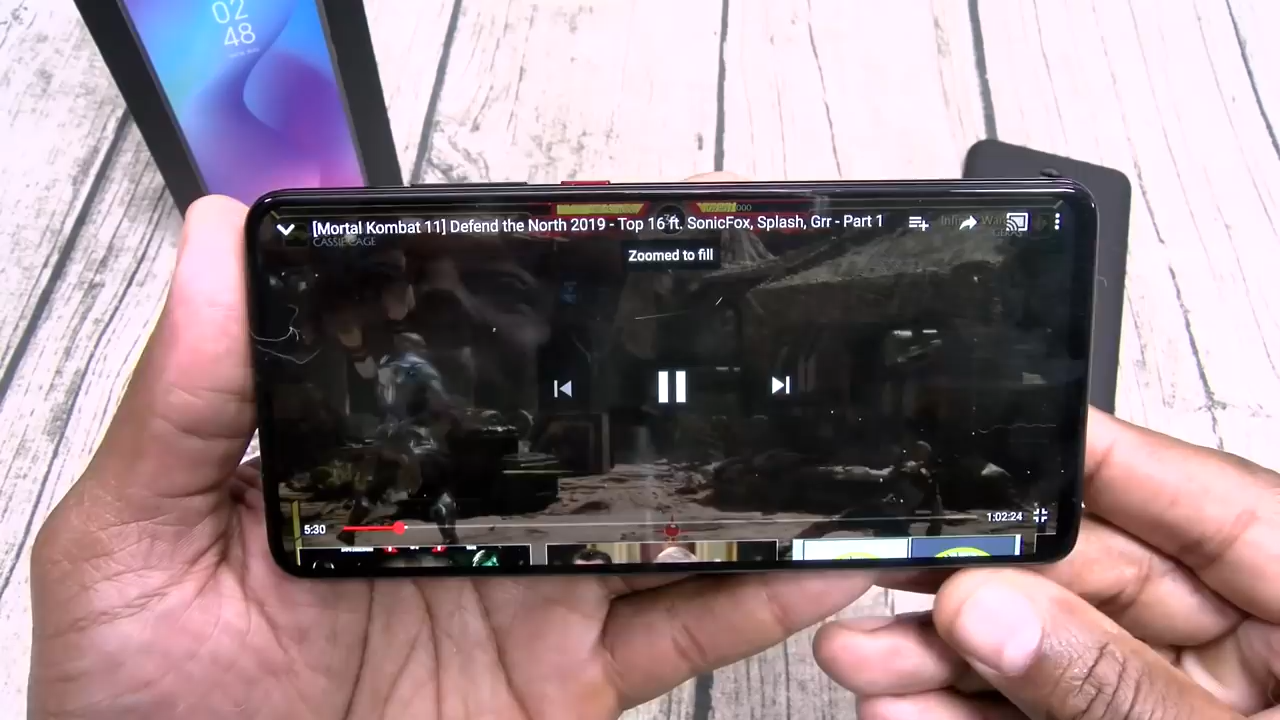 02
48
[Mortal Kombat 11] Defend the North 2019 - Top 16 ft. SonicFox, Splash, Grr - Part 1
CASSIE CAGE
GERAS
Zoomed to fill
5:30
1:02:24